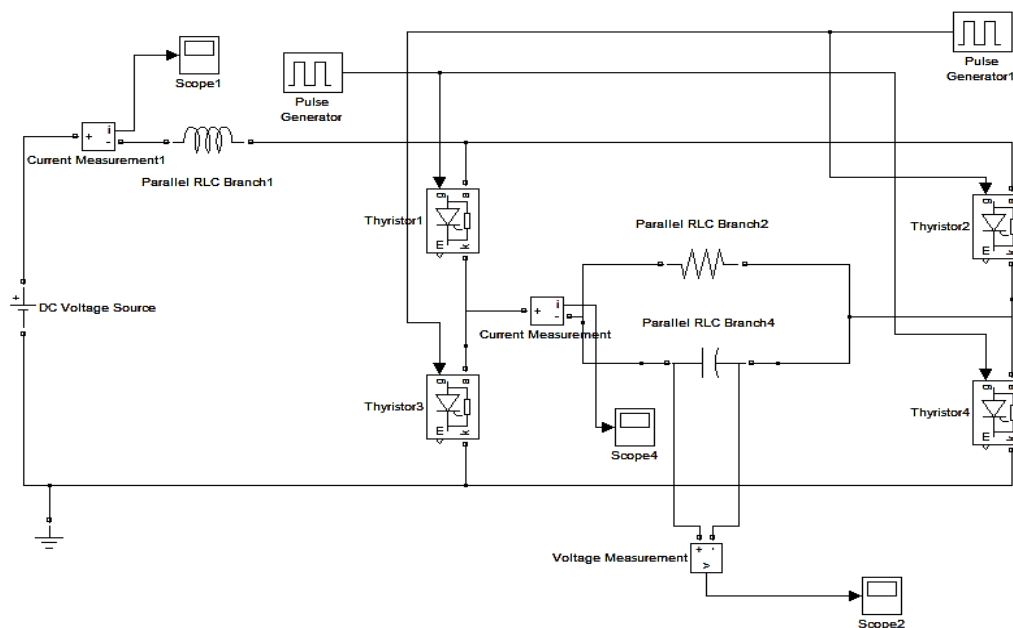 Scope1
Pulse
Generator
Pulse
Generator1
+
i
-
Current Measurement1
Parallel RLC Branch1
g
a
Thyristor1
E
k
g
a
Thyristor2
E
k
Parallel RLC Branch2
+
DC Voltage Source
+
i
-
Current Measurement
Parallel RLC Branch4
g
a
Thyristor3
E
k
g
a
Thyristor4
E
k
Scope4
Voltage Measurement
+
-
v
Scope2